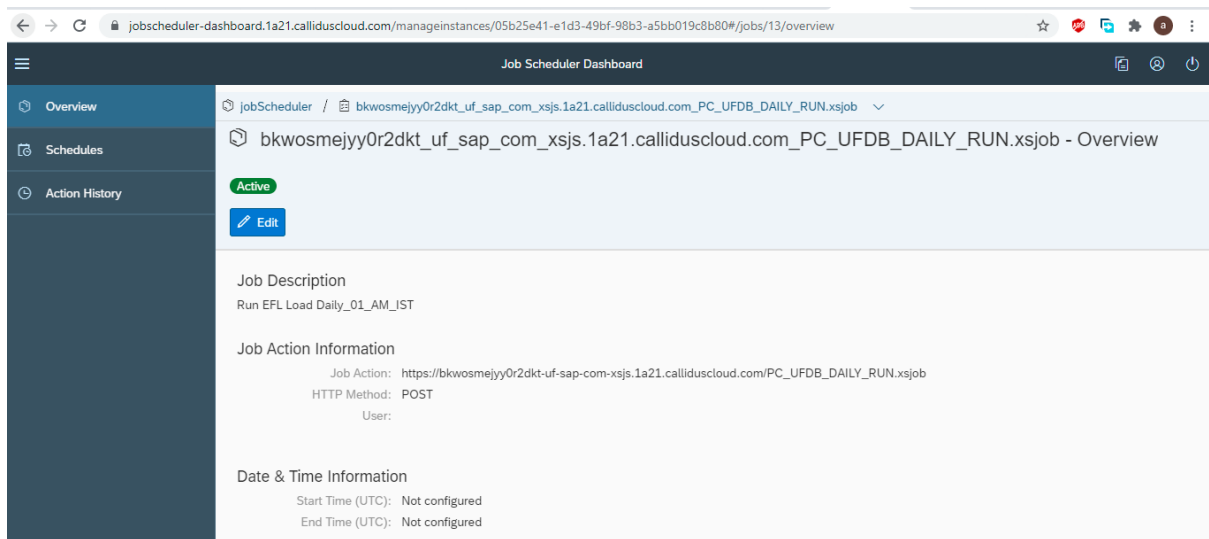 jobscheduler-dashboard.1a21.calliduscloud.com/manageinstances/05b25e41-e1d3-49bf-98b3-a5bb019c8b80#/jobs/13/overview
ABP
a
Job Scheduler Dashboard
Overview
Schedules
Action History
jobScheduler / bkwosmejyy0r2dkt_uf_sap_com_xsjs.1a21.calliduscloud.com_PC_UFDB_DAILY_RUN.xsjob
bkwosmejyy0r2dkt_uf_sap_com_xsjs.1a21.calliduscloud.com_PC_UFDB_DAILY_RUN.xsjob - Overview
Active
Edit
Job Description
Run EFL Load Daily_01_AM_IST
Job Action Information
Job Action: https://bkwosmejyy0r2dkt-uf-sap-com-xsjs.1a21.calliduscloud.com/PC_UFDB_DAILY_RUN.xsjob
HTTP Method: POST
User:
Date & Time Information
Start Time (UTC): Not configured
End Time (UTC): Not configured